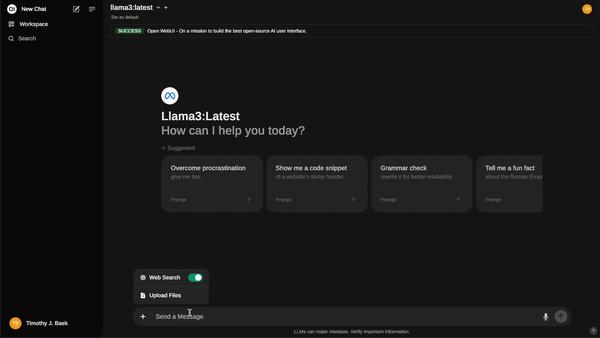 New Chat
Workspace
Search
llama3:latest
Set as default
SUCCESS Open WebUI - On a mission to build the best open-source AI user interface.
Llama3:Latest
How can I help you today?
Suggested
Overcome procrastination
give me tips
Prompt
Show me a code snippet
of a website's sticky header
Prompt
Grammar check
rewrite it for better readability
Prompt
Tell me a fun fact
about the Roman Emp
Prompt
Web Search
Upload Files
Send a Message
Timothy J. Baek
LLMs can make mistakes. Verify important information.
?